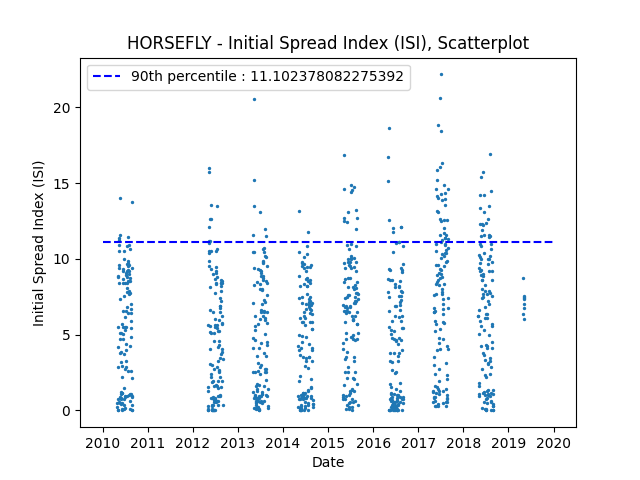 HORSEFLY - Initial Spread Index (ISI), Scatterplot
90th percentile : 11.102378082275392
20
15
10
5
0
Initial Spread Index (ISI)
2010 2011 2012 2013 2014 2015 2016 2017 2018 2019 2020
Date